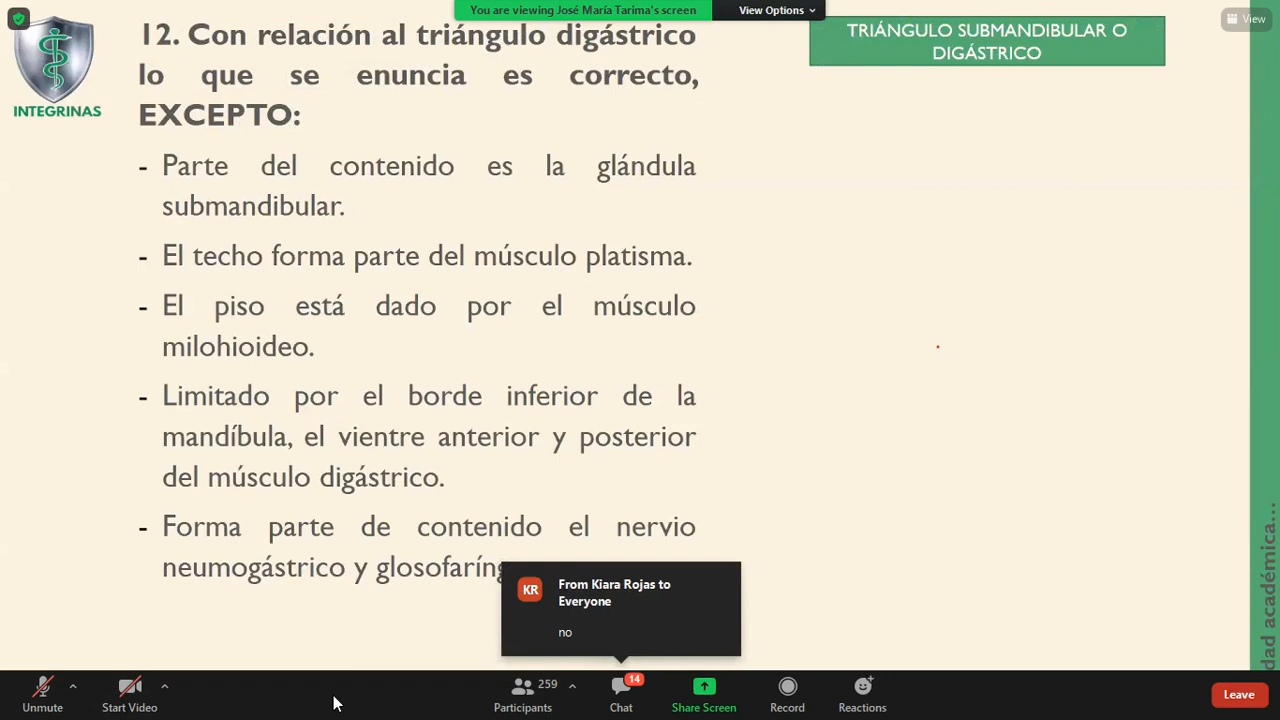 You are viewing José María Tarima's screen
View Options
View
INTEGRINAS
12. Con relación al triángulo digástrico
lo que se enuncia es correcto,
EXCEPTO:
TRIÁNGULO SUBMANDIBULAR O
DIGÁSTRICO
- Parte del contenido es la glándula
submandibular.
- El techo forma parte del músculo platisma.
- El piso está dado por el músculo
milohioideo.
- Limitado por el borde inferior de la
mandíbula, el vientre anterior y posterior
del músculo digástrico.
- Forma parte de contenido el nervio
neumogástrico y
dad académica...
KR
From Kiara Rojas to
Everyone
no
Unmute
Start Video
259
Participants
14
Chat
Share Screen
Record
Reactions
Leave